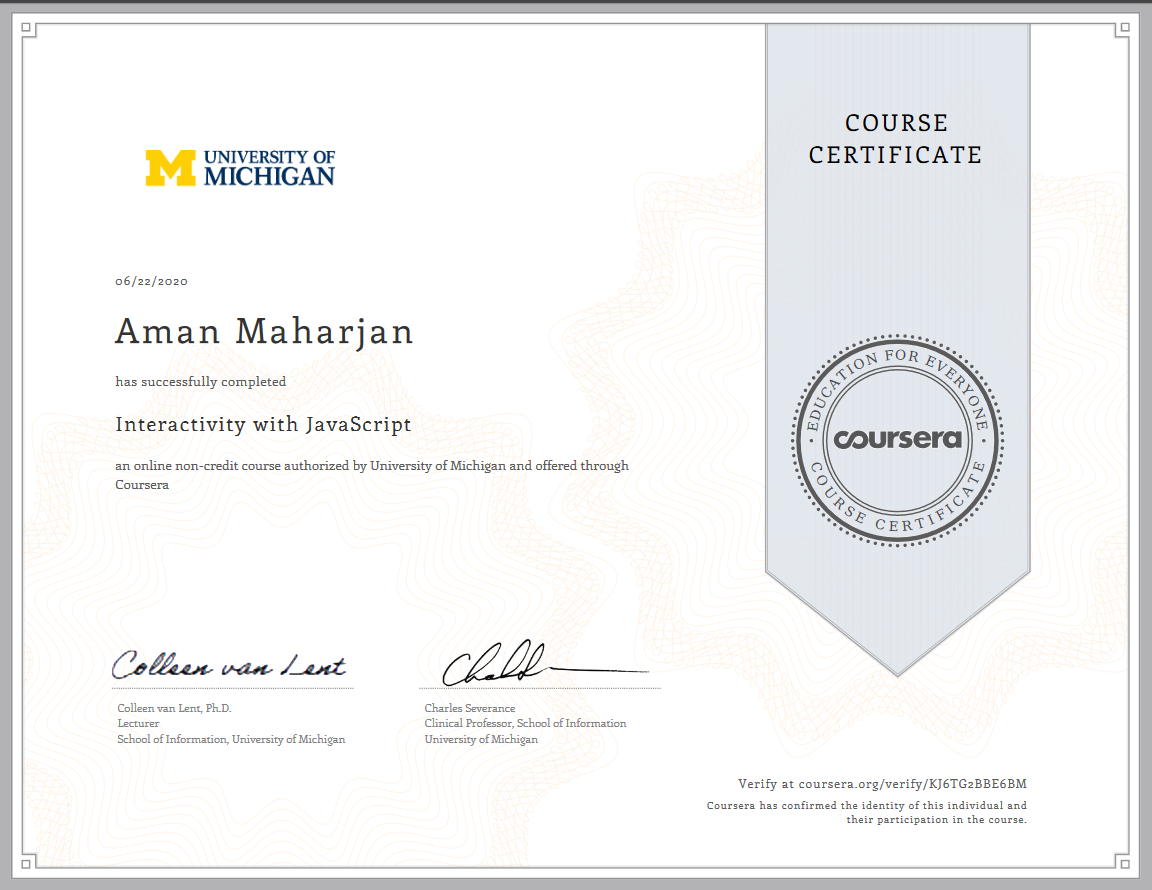 COURSE
CERTIFICATE
M UNIVERSITY OF
MICHIGAN
06/22/2020
Aman Maharjan
has successfully completed
Interactivity with JavaScript
an online non-credit course authorized by University of Michigan and offered through
Coursera
EDUCATION FOR EVERYONE
coursera
COURSE CERTIFICATE
Colleen van Lent
Colleen van Lent, Ph.D.
Lecturer
School of Information, University of Michigan
Charles Severance
Clinical Professor, School of Information
University of Michigan
Verify at coursera.org/verify/KJ6TG2BBE6BM
Coursera has confirmed the identity of this individual and
their participation in the course.